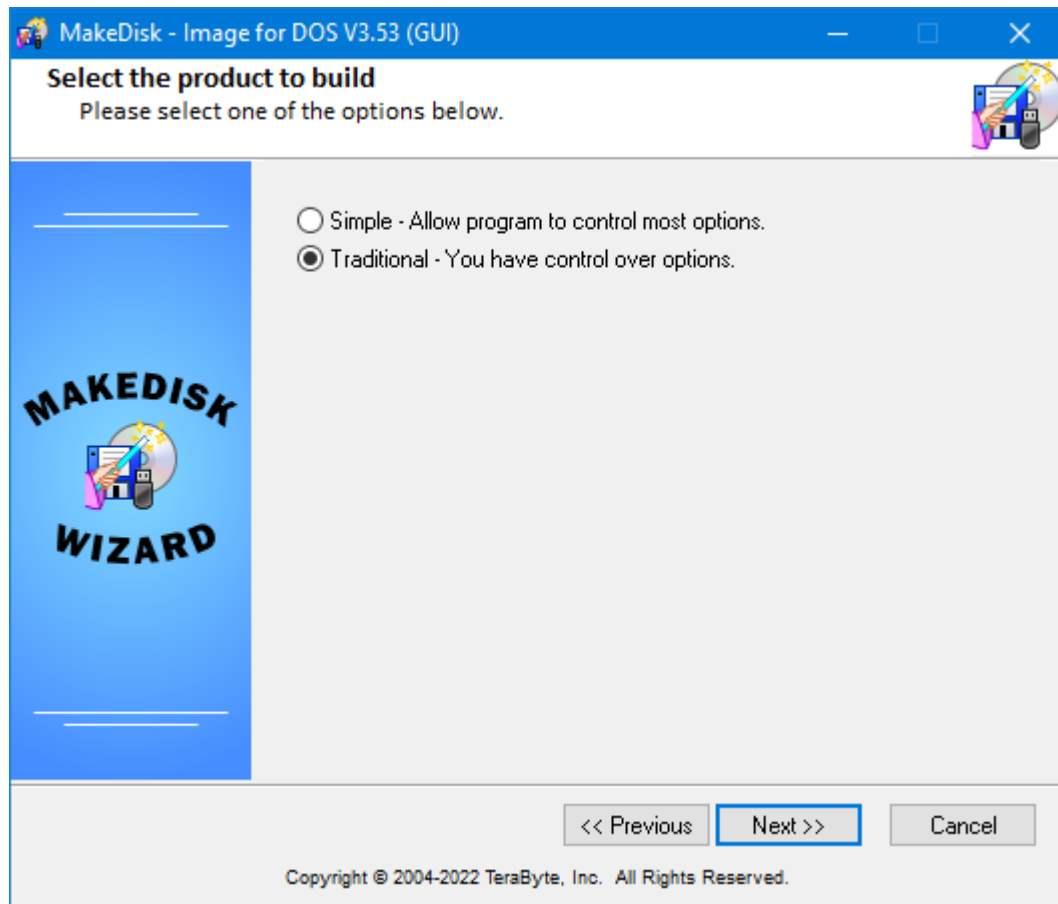 MakeDisk - Image for DOS V3.53 (GUI)
Select the product to build
Please select one of the options below.
Simple - Allow program to control most options.
Traditional - You have control over options.
MAKEDISK
WIZARD
<< Previous
Next >>
Cancel
Copyright © 2004-2022 TeraByte, Inc.  All Rights Reserved.